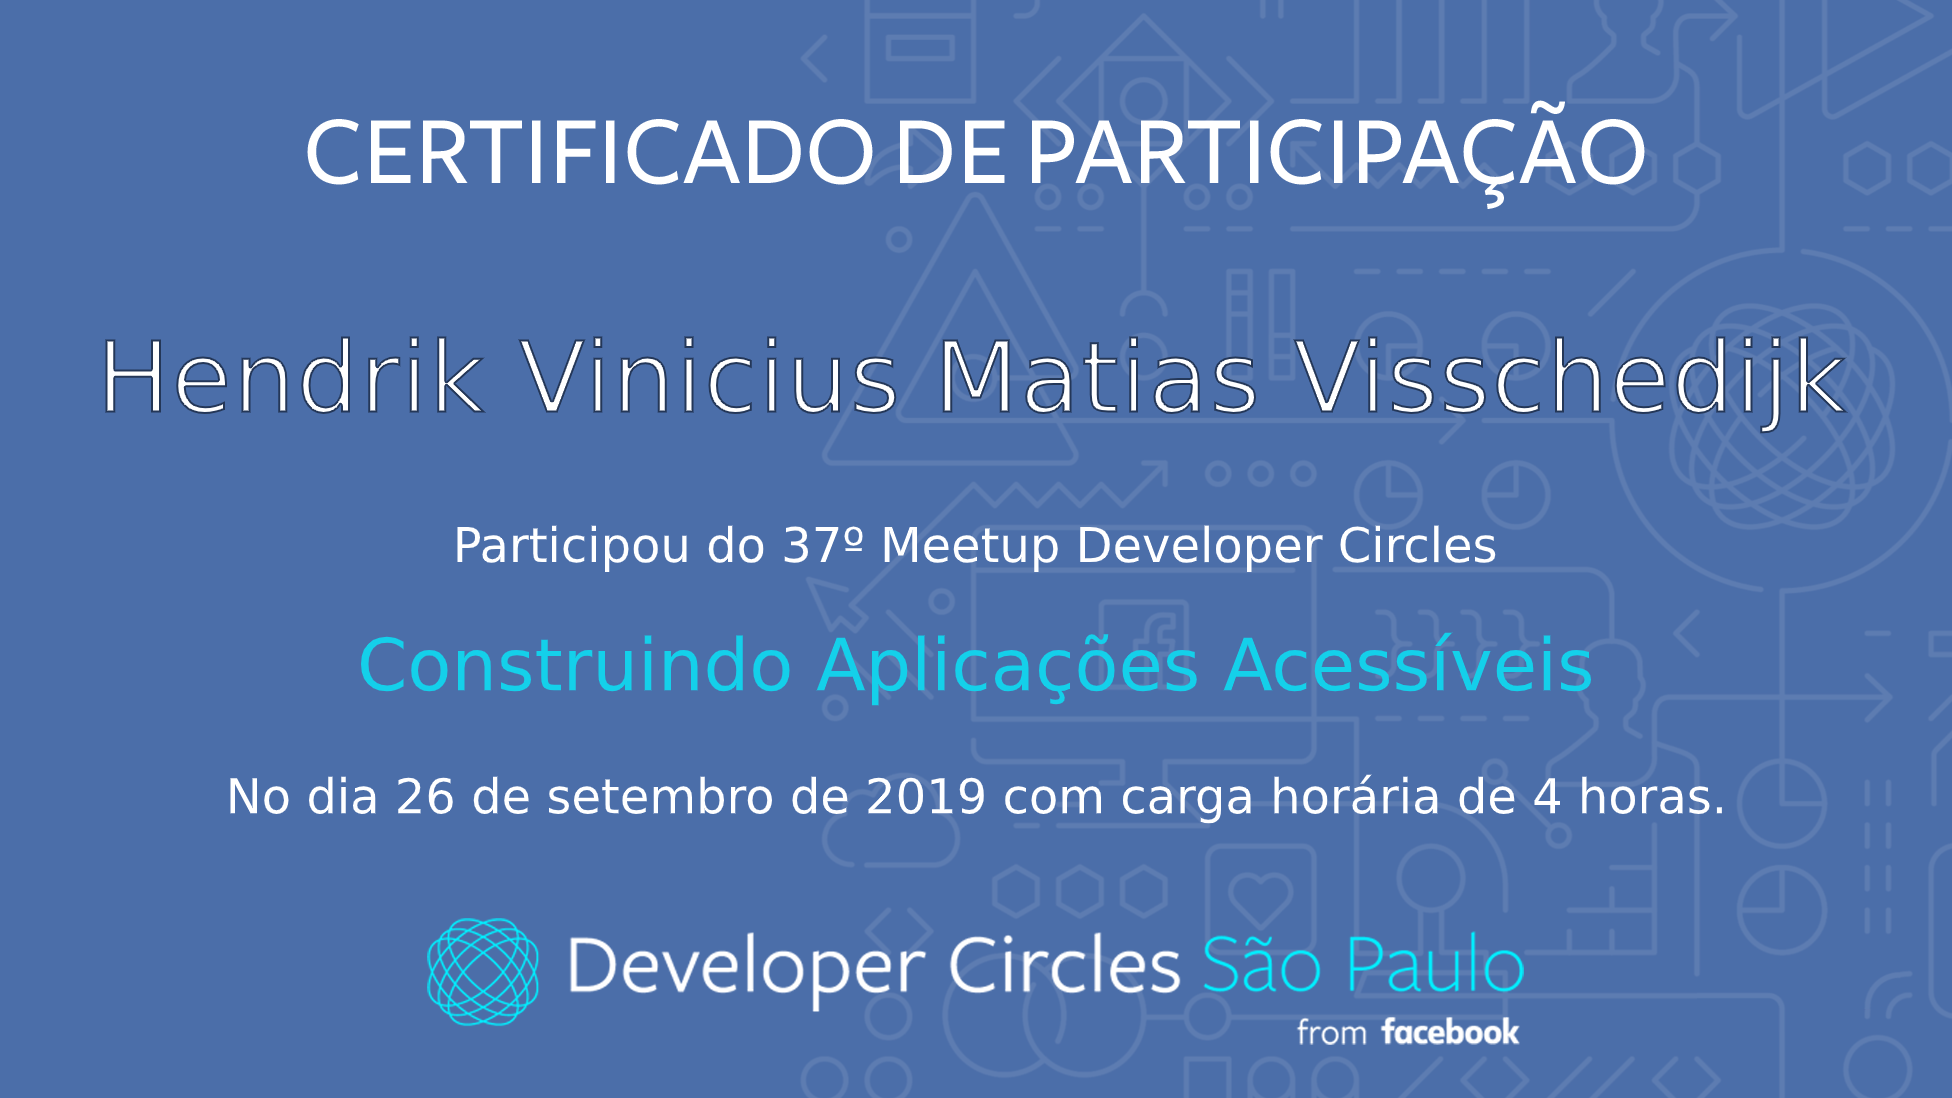 CERTIFICADO DE PARTICIPAÇÃO
Hendrik Vinicius Matias Visschedijk
Participou do 37º Meetup Developer Circles
Construindo Aplicações Acessíveis
No dia 26 de setembro de 2019 com carga horária de 4 horas.
Developer Circles São Paulo
from facebook